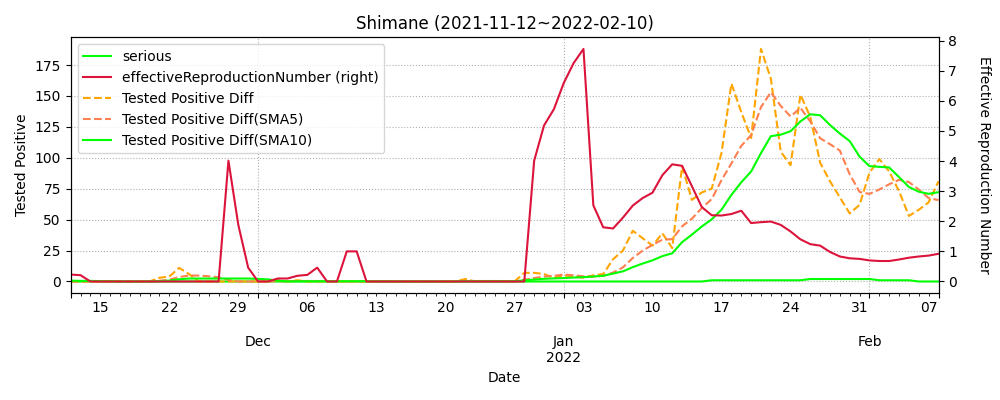 Shimane (2021-11-12~2022-02-10)
serious
effectiveReproductionNumber (right)
Tested Positive Diff
Tested Positive Diff(SMA5)
Tested Positive Diff(SMA10)
Tested Positive
175
150
125
100
75
50
25
0
8
7
6
5
4
3
2
1
0
Effective Reproduction Number
15 22 29 06 13 20 27 03 10 17 24 31 07
Dec Jan Feb
2022
Date